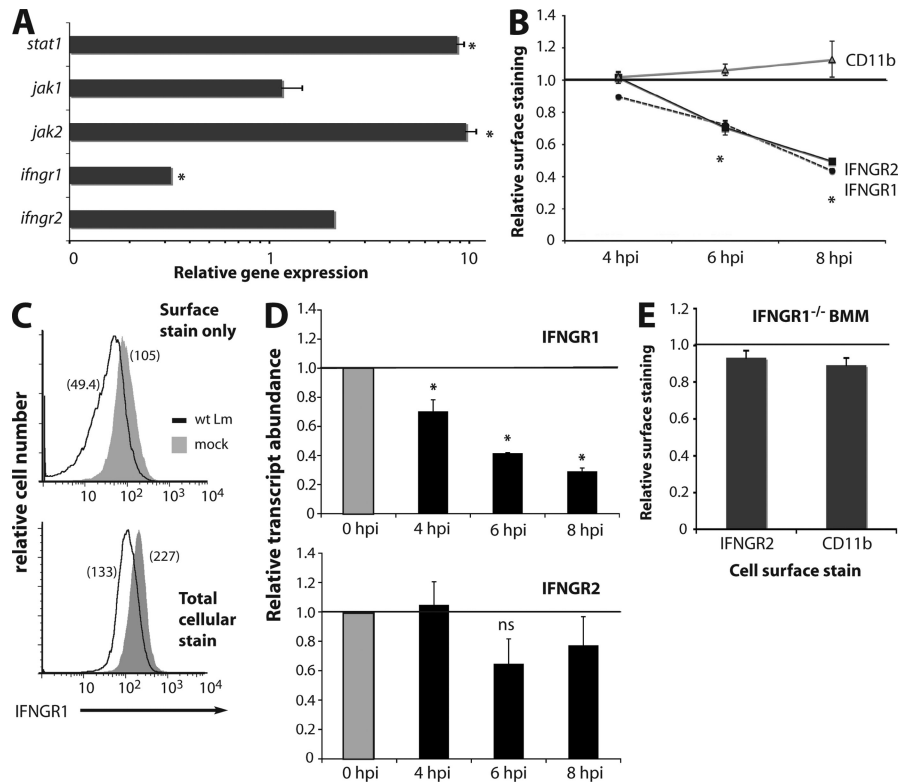 A
stat1
*
jak1
jak2
*
ifngr1
*
ifngr2
0 0 1 10
Relative gene expression
B
Relative surface staining
1.4
1.2
1.0
0.8
0.6
0.4
0.2
0
CD11b
IFNGR2
IFNGR1
*
*
4 hpi 6 hpi 8 hpi
C
relative cell number
Surface
stain only
(105)
(49.4)
wt Lm
mock
10 10² 10³ 10⁴
(227)
(133)
Total
cellular
stain
10 10² 10³ 10⁴
IFNGR1
D
Relative transcript abundance
IFNGR1
1.4
1.2
1.0
0.8
0.6
0.4
0.2
0
*
*
*
0 hpi 4 hpi 6 hpi 8 hpi
IFNGR2
1.4
1.2
1.0
0.8
0.6
0.4
0.2
0
ns
0 hpi 4 hpi 6 hpi 8 hpi
E
IFNGR1⁻/⁻ BMM
Relative surface staining
1.2
1.0
0.8
0.6
0.4
0.2
0
IFNGR2 CD11b
Cell surface stain